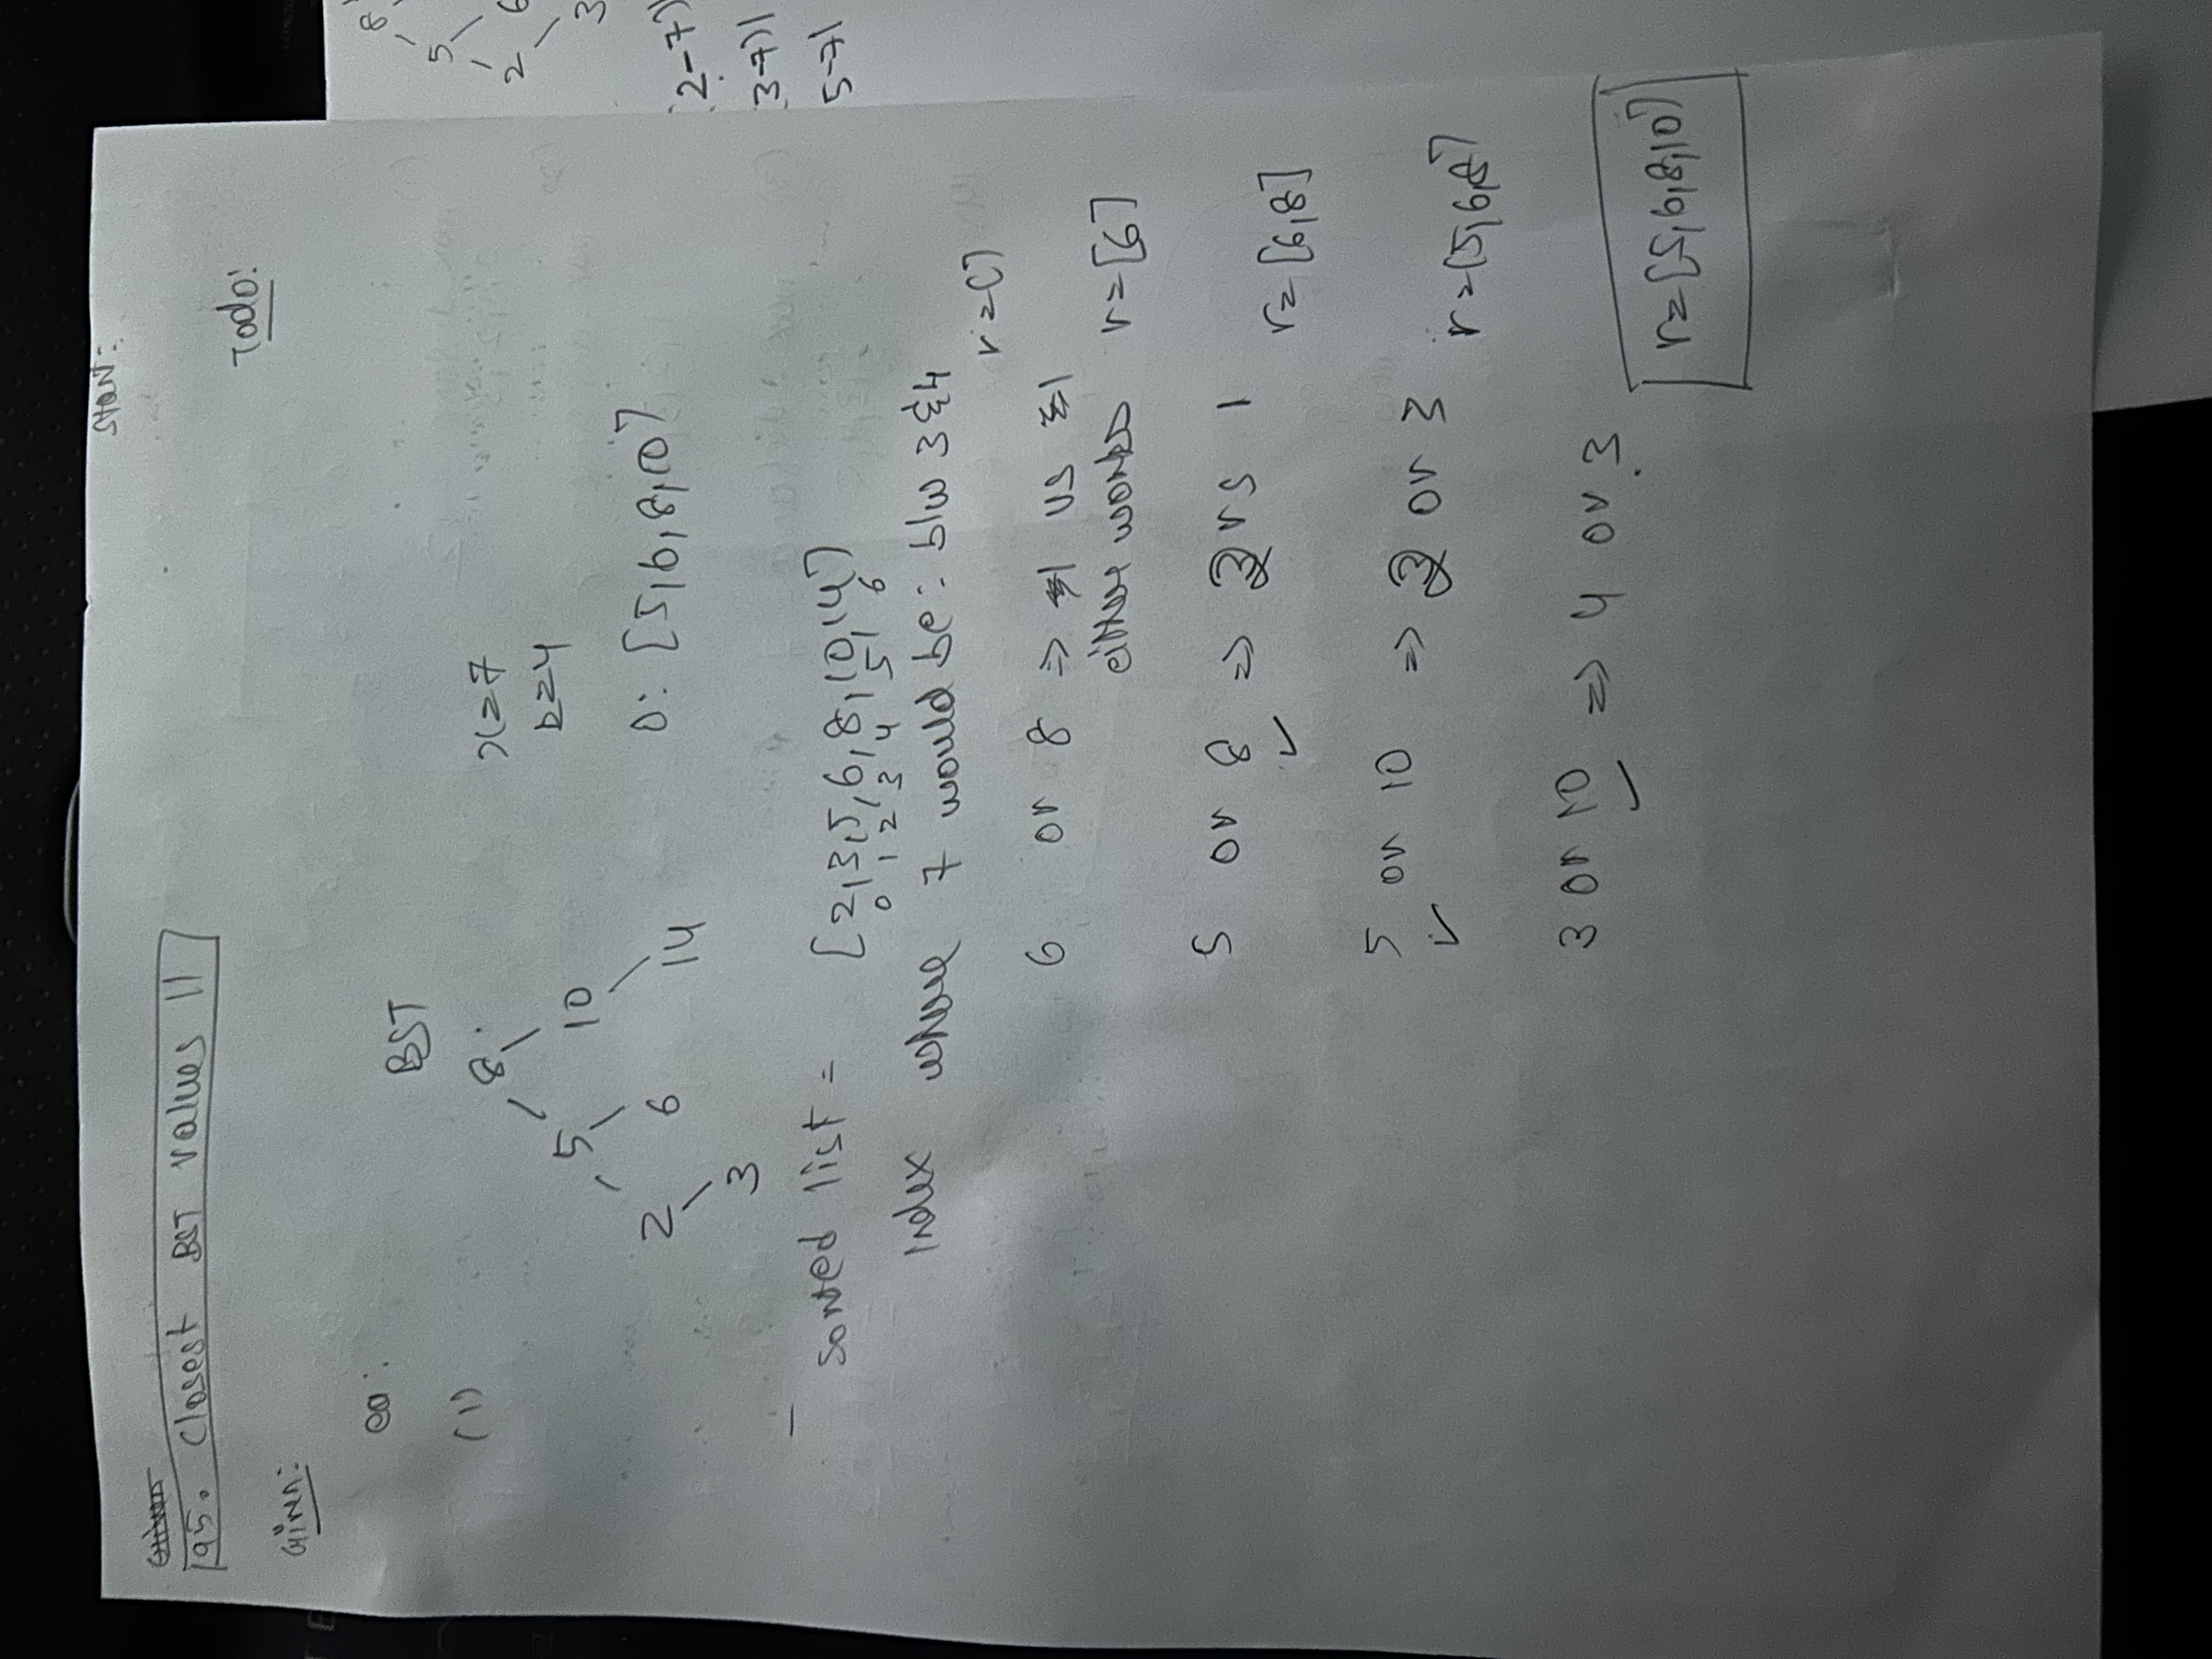 Start:
Given
195. Closest BST values II
Todo:
Given:
eg:
BST
(1)
8
x=7
5 10
k=4
2 6 14
O: [5,6,8,10]
3
- Sorted list = [2,3,5,6,8,10,14]
0 1 2 3 4 5 6
Index where 7 would be: b/w 3 & 4
r=[]
6 or 8 => 1 vs 1
either works r=[6]
5 or 8 => 2 vs 1
r=[6,8]
5 or 10 => 2 or 3
r=[5,6,8]
3 or 10 => 4 or 3
r=[5,6,8,10]
8
5
2 6
3
(2-7)|
(3-7)|
5-7|